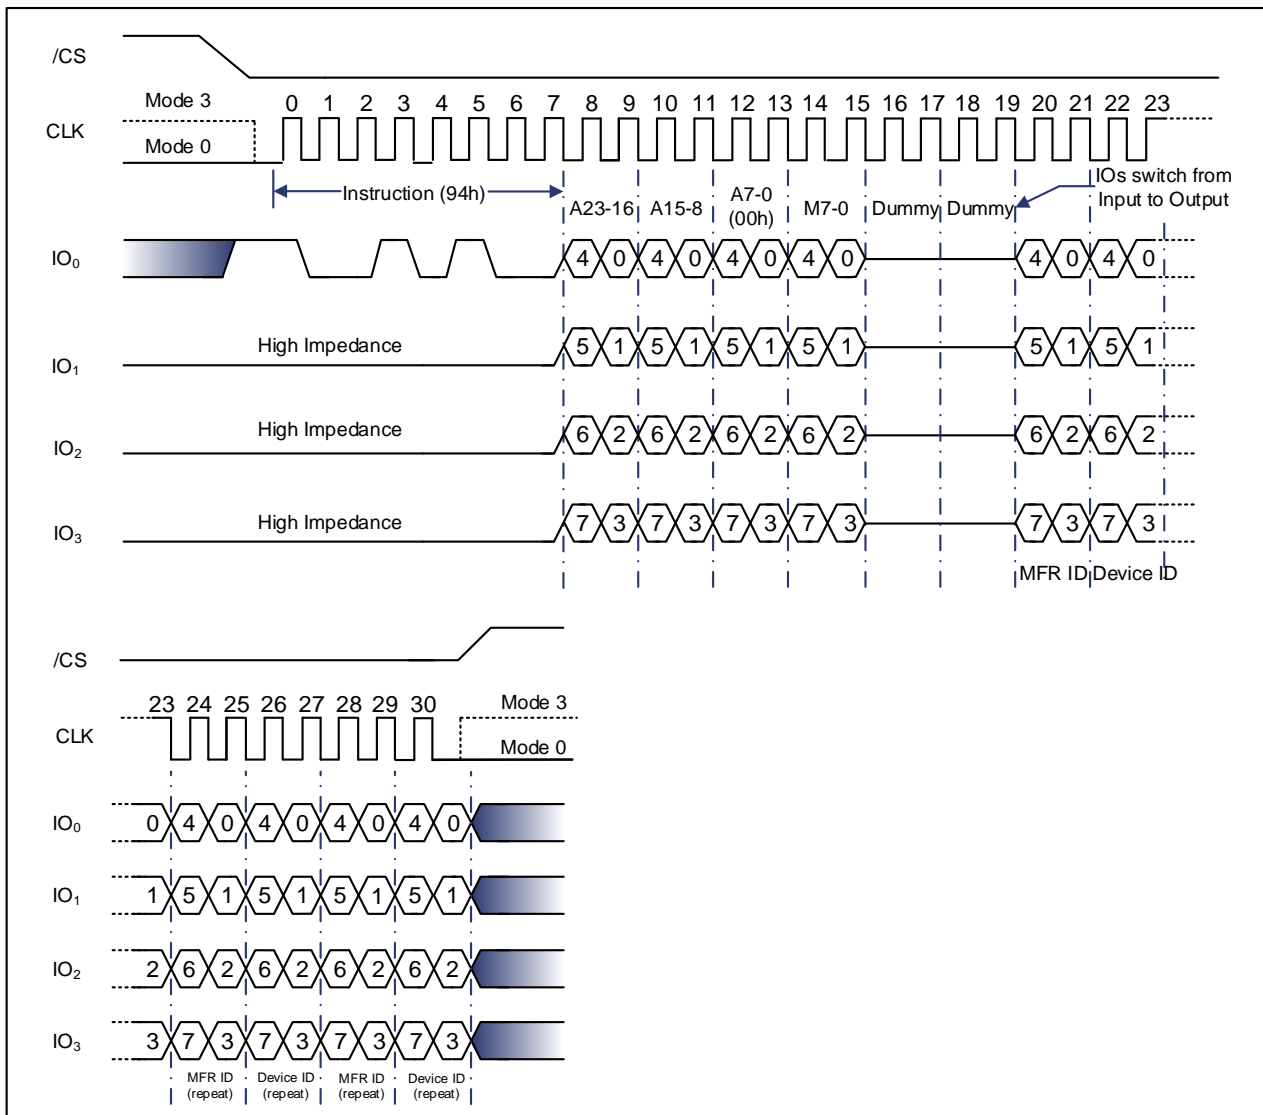 /CS
Mode 3
0 1 2 3 4 5 6 7 8 9 10 11 12 13 14 15 16 17 18 19 20 21 22 23
CLK
Mode 0
Instruction (94h)
A23-16
A15-8
A7-0
(00h)
M7-0
Dummy
Dummy
IOs switch from
Input to Output
IO0
4 0 4 0 4 0 4 0 4 0 4 0
High Impedance
IO1
5 1 5 1 5 1 5 1 5 1 5 1
High Impedance
IO2
6 2 6 2 6 2 6 2 6 2 6 2
High Impedance
IO3
7 3 7 3 7 3 7 3 7 3 7 3
MFR ID
Device ID
/CS
23 24 25 26 27 28 29 30
Mode 3
CLK
Mode 0
IO0
0 4 0 4 0 4 0 4 0
IO1
1 5 1 5 1 5 1 5 1
IO2
2 6 2 6 2 6 2 6 2
IO3
3 7 3 7 3 7 3 7 3
MFR ID
(repeat)
Device ID
(repeat)
MFR ID
(repeat)
Device ID
(repeat)